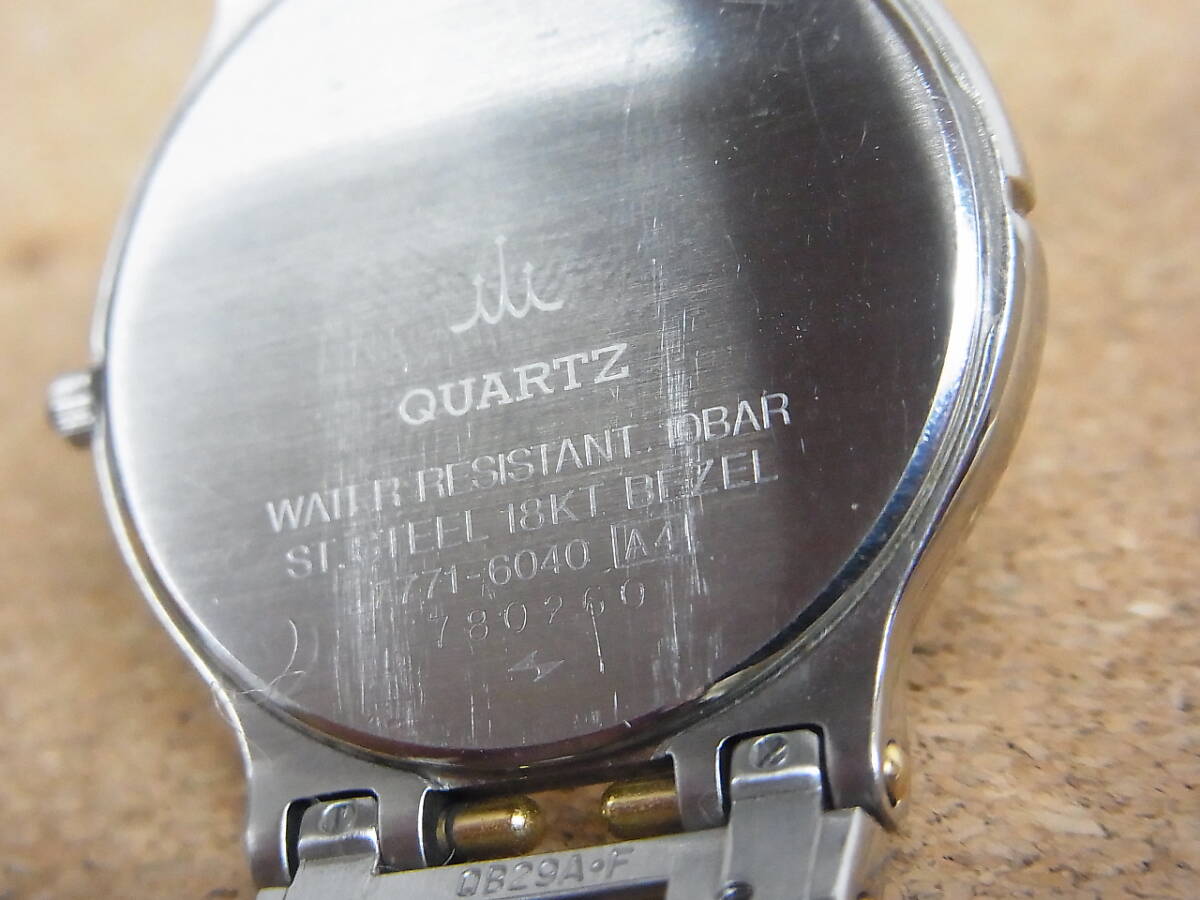 QUARTZ
WATER RESISTANT 10BAR
ST.STEEL 18KT BEZEL
7771-6040 A4
780260
QB29A•F